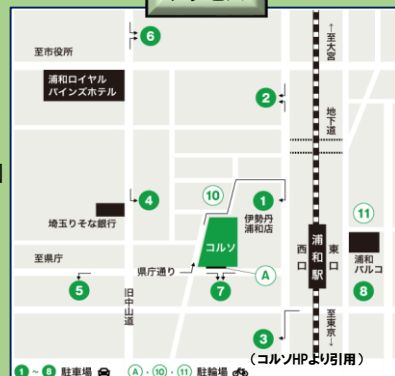 至市役所
⑥
↑至大宮
浦和ロイヤル
パインズホテル
②
地下道
④
⑩
①
⑪
埼玉りそな銀行
伊勢丹
浦和店
コルソ
至県庁
県庁通り
西口
浦和駅
東口
浦和
パルコ
Ⓐ
⑤
⑦
⑧
旧中山道
③
至東京↓
(コルソHPより引用)
①~⑧ 駐車場 Ⓐ・⑩・⑪ 駐輪場